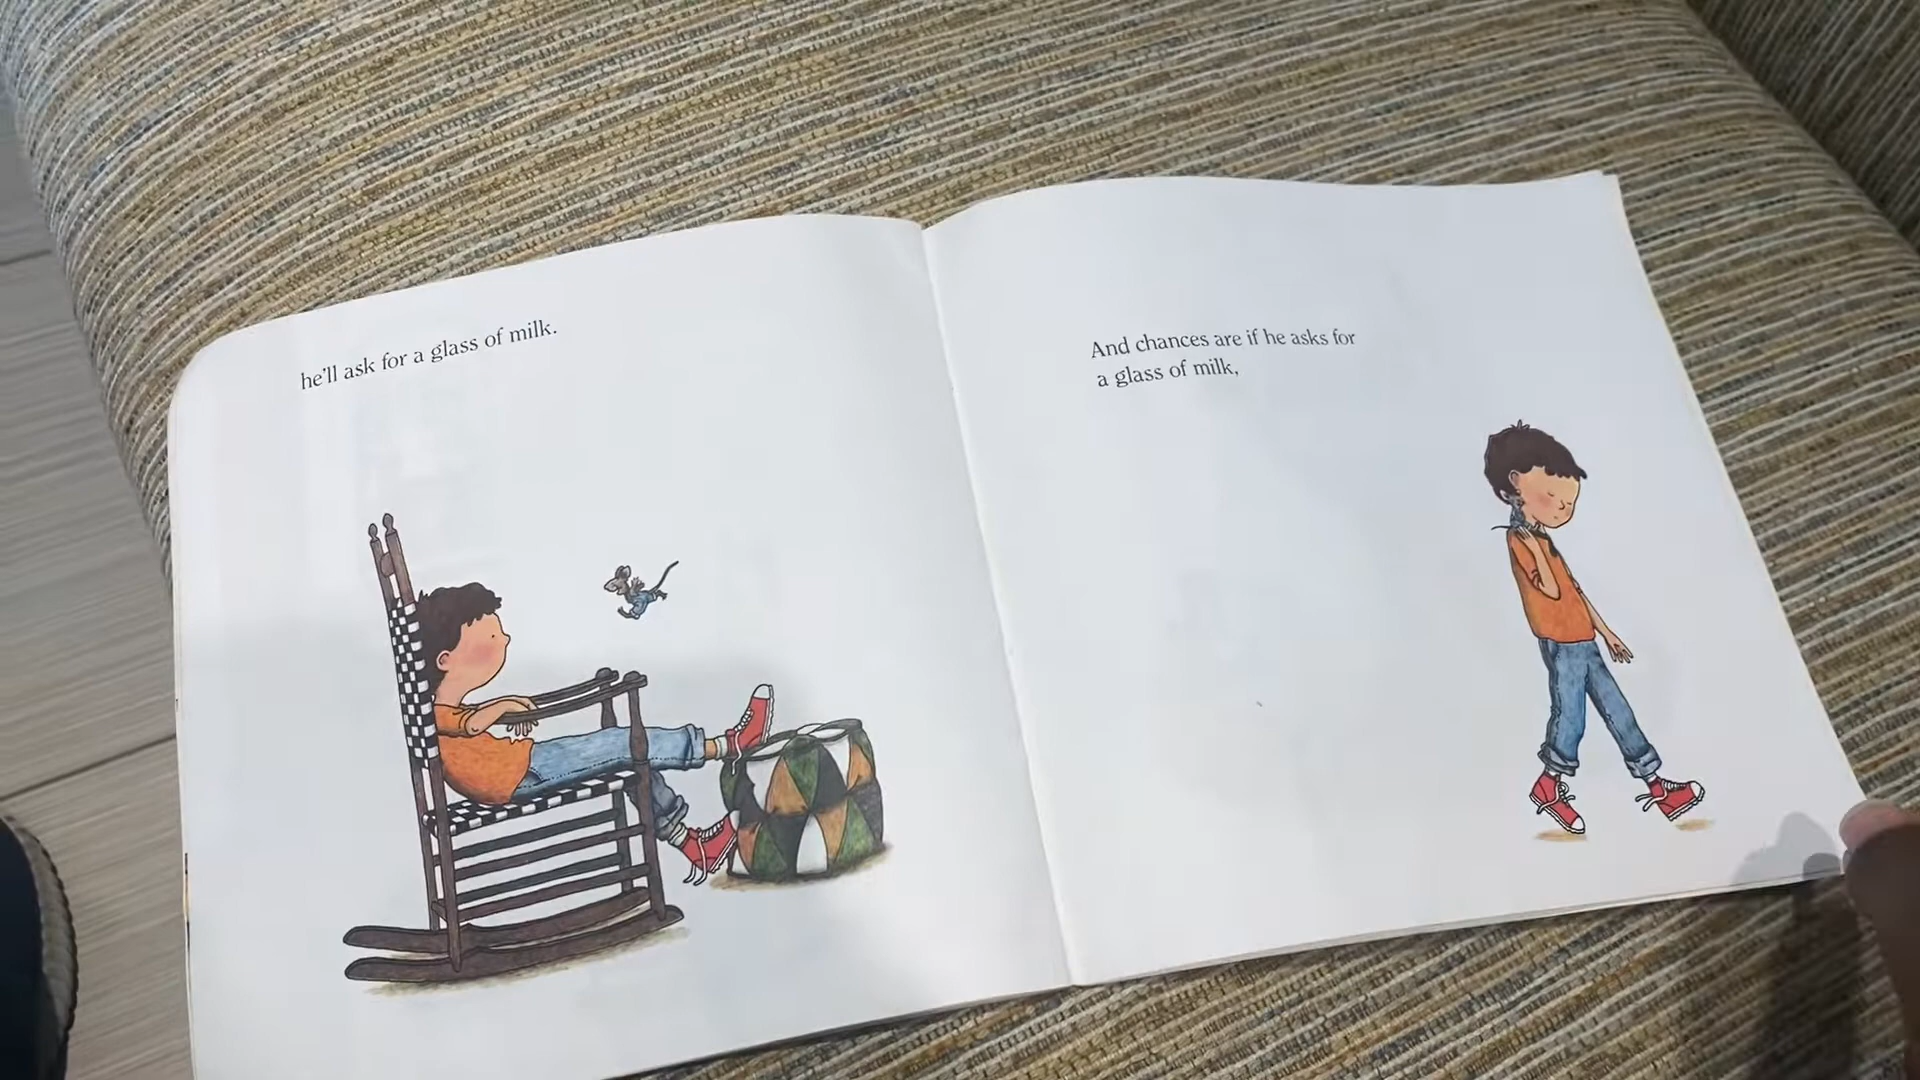 he'll ask for a glass of milk.
And chances are if he asks for
a glass of milk,